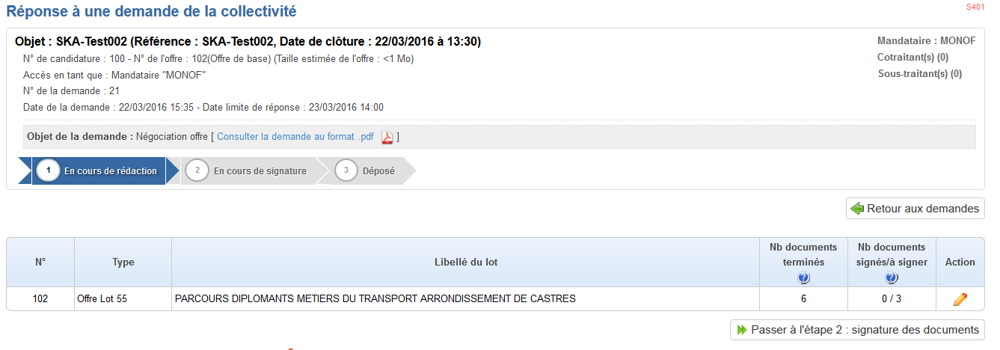 Réponse à une demande de la collectivité
S401
Objet : SKA-Test002 (Référence : SKA-Test002, Date de clôture : 22/03/2016 à 13:30)
Mandataire : MONOF
N° de candidature : 100 - N° de l'offre : 102(Offre de base) (Taille estimée de l'offre : <1 Mo)
Cotraitant(s) (0)
Accès en tant que : Mandataire "MONOF"
Sous-traitant(s) (0)
N° de la demande : 21
Date de la demande : 22/03/2016 15:35 - Date limite de réponse : 23/03/2016 14:00
Objet de la demande : Négociation offre [ Consulter la demande au format .pdf ]
1 En cours de rédaction 2 En cours de signature 3 Déposé
Retour aux demandes
N° Type Libellé du lot Nb documents terminés ? Nb documents signés/à signer ? Action
102 Offre Lot 55 PARCOURS DIPLOMANTS METIERS DU TRANSPORT ARRONDISSEMENT DE CASTRES 6 0 / 3
Passer à l'étape 2 : signature des documents